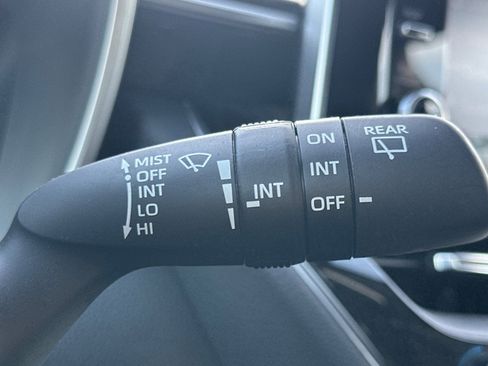 MIST
OFF
INT
LO
HI
INT
ON
INT
OFF
REAR